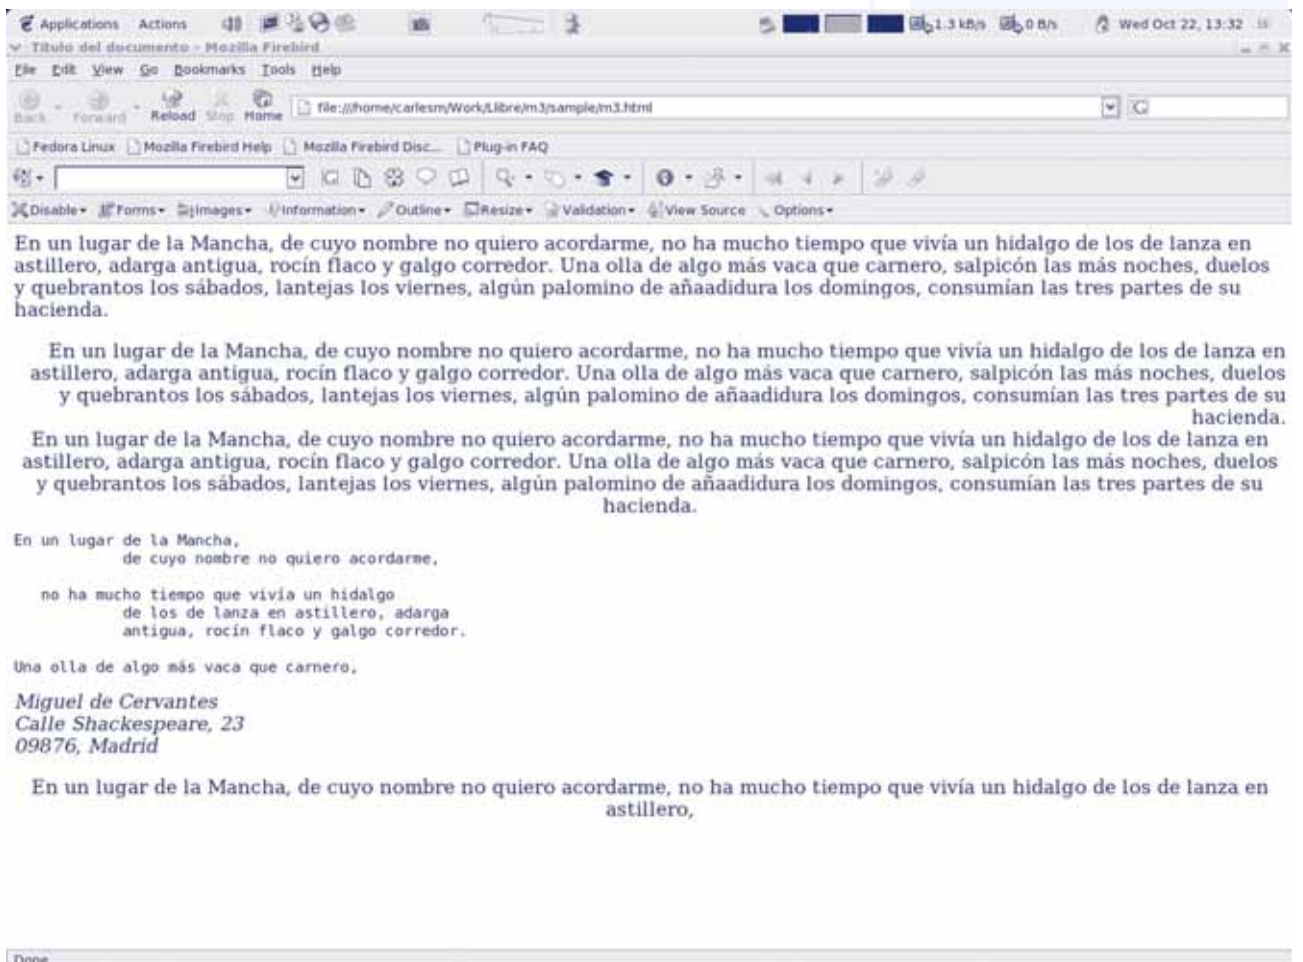 Applications Actions 1.3 kB/s 0 B/s Wed Oct 22, 13:32
Título del documento - Mozilla Firebird
File Edit View Go Bookmarks Tools Help
Back Forward Reload Stop Home file:///home/carlesm/Work/Llibre/m3/sample/m3.html
Fedora Linux Mozilla Firebird Help Mozilla Firebird Disc... Plug-in FAQ
Disable Forms Images Information Outline Resize Validation View Source Options
En un lugar de la Mancha, de cuyo nombre no quiero acordarme, no ha mucho tiempo que vivía un hidalgo de los de lanza en
astillero, adarga antigua, rocín flaco y galgo corredor. Una olla de algo más vaca que carnero, salpicón las más noches, duelos
y quebrantos los sábados, lantejas los viernes, algún palomino de añaadidura los domingos, consumían las tres partes de su
hacienda.
En un lugar de la Mancha, de cuyo nombre no quiero acordarme, no ha mucho tiempo que vivía un hidalgo de los de lanza en
astillero, adarga antigua, rocín flaco y galgo corredor. Una olla de algo más vaca que carnero, salpicón las más noches, duelos
y quebrantos los sábados, lantejas los viernes, algún palomino de añaadidura los domingos, consumían las tres partes de su
hacienda.
En un lugar de la Mancha, de cuyo nombre no quiero acordarme, no ha mucho tiempo que vivía un hidalgo de los de lanza en
astillero, adarga antigua, rocín flaco y galgo corredor. Una olla de algo más vaca que carnero, salpicón las más noches, duelos
y quebrantos los sábados, lantejas los viernes, algún palomino de añaadidura los domingos, consumían las tres partes de su
hacienda.
En un lugar de la Mancha,
de cuyo nombre no quiero acordarme,
no ha mucho tiempo que vivía un hidalgo
de los de lanza en astillero, adarga
antigua, rocín flaco y galgo corredor.
Una olla de algo más vaca que carnero,
Miguel de Cervantes
Calle Shackespeare, 23
09876, Madrid
En un lugar de la Mancha, de cuyo nombre no quiero acordarme, no ha mucho tiempo que vivía un hidalgo de los de lanza en
astillero,
Done